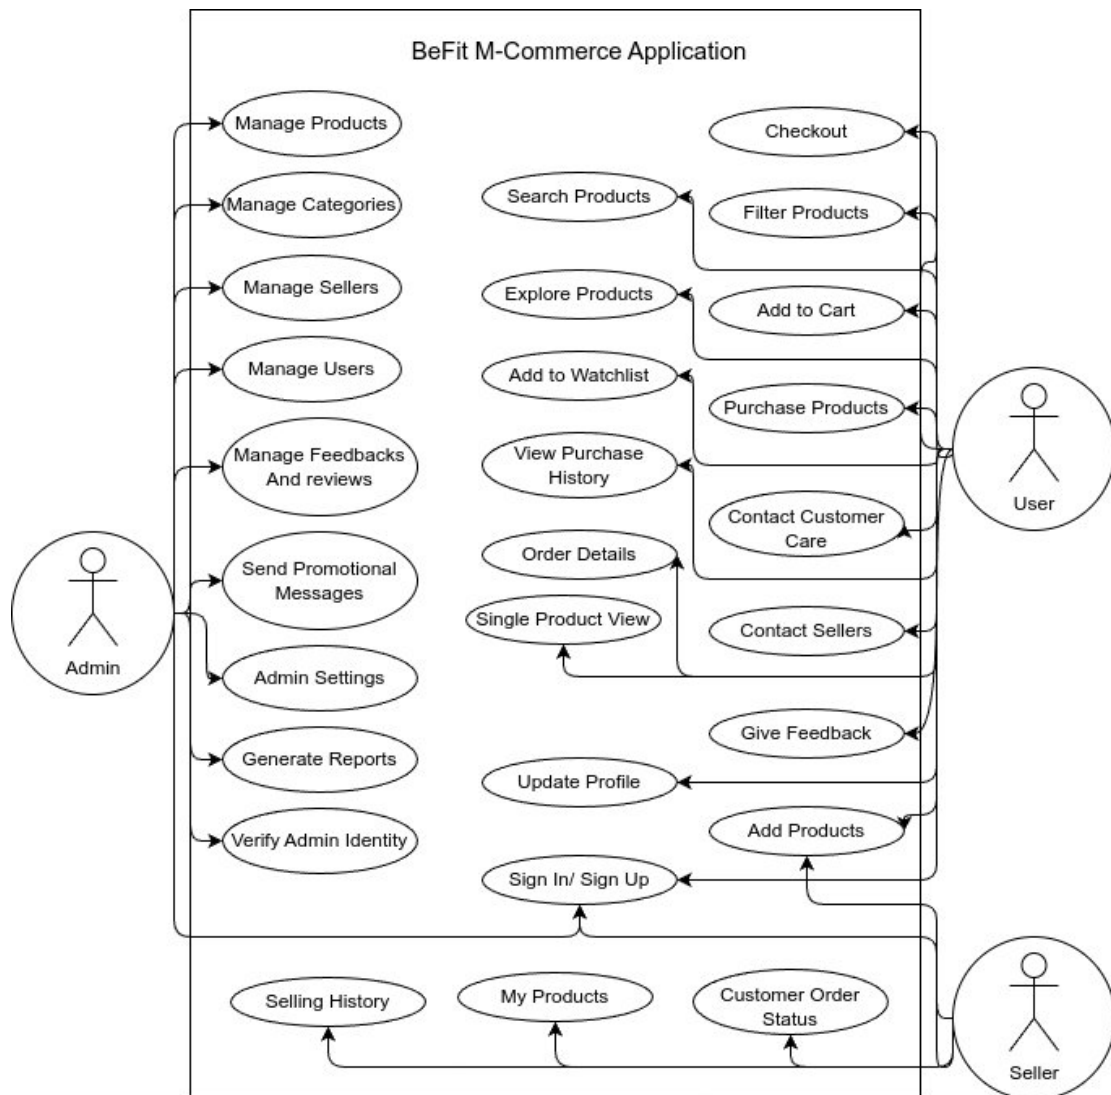 BeFit M-Commerce Application
Manage Products
Checkout
Search Products
Manage Categories
Filter Products
Manage Sellers
Explore Products
Add to Cart
Manage Users
Add to Watchlist
Purchase Products
Manage Feedbacks
And reviews
View Purchase
History
User
Contact Customer
Care
Order Details
Send Promotional
Messages
Single Product View
Contact Sellers
Admin
Admin Settings
Give Feedback
Generate Reports
Update Profile
Add Products
Verify Admin Identity
Sign In/ Sign Up
Selling History
My Products
Customer Order
Status
Seller